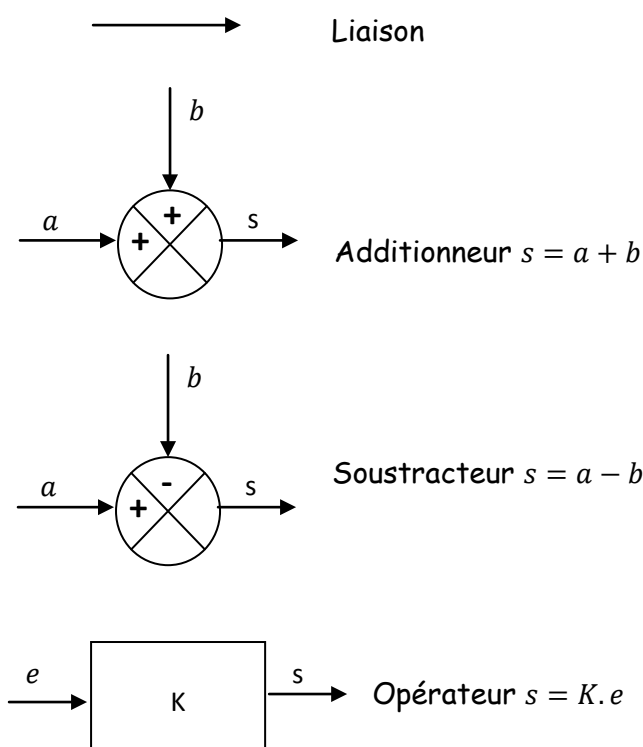 Liaison
b
a
+
+
s
Additionneur s = a + b
b
a
-
+
s
Soustracteur s = a − b
e
K
s
Opérateur s = K. e